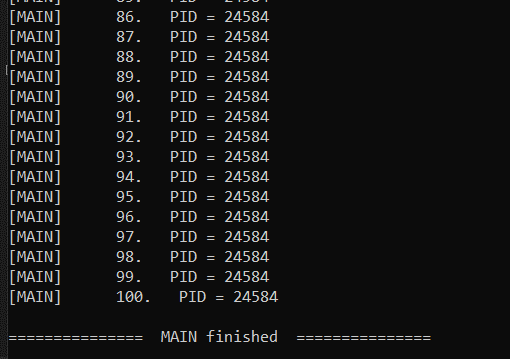 [MAIN] 85. PID = 24584
[MAIN] 86. PID = 24584
[MAIN] 87. PID = 24584
[MAIN] 88. PID = 24584
[MAIN] 89. PID = 24584
[MAIN] 90. PID = 24584
[MAIN] 91. PID = 24584
[MAIN] 92. PID = 24584
[MAIN] 93. PID = 24584
[MAIN] 94. PID = 24584
[MAIN] 95. PID = 24584
[MAIN] 96. PID = 24584
[MAIN] 97. PID = 24584
[MAIN] 98. PID = 24584
[MAIN] 99. PID = 24584
[MAIN] 100. PID = 24584
=============== MAIN finished ===============